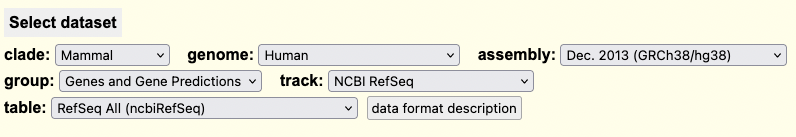 Select dataset
clade: Mammal genome: Human assembly: Dec. 2013 (GRCh38/hg38)
group: Genes and Gene Predictions track: NCBI RefSeq
table: RefSeq All (ncbiRefSeq) data format description